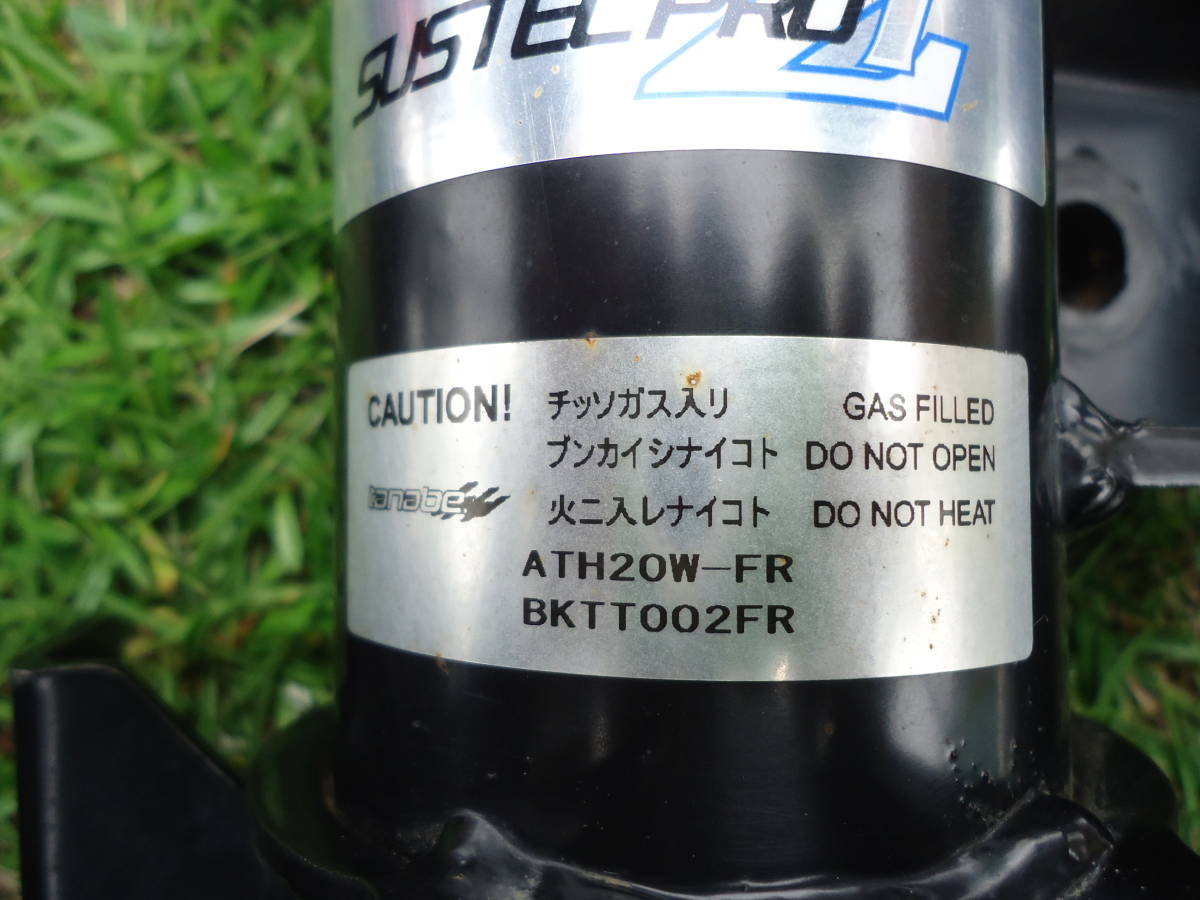 SUSTEC PRO
CAUTION! チッソガス入リ GAS FILLED
ブンカイシナイコト DO NOT OPEN
tanabe 火ニ入レナイコト DO NOT HEAT
ATH20W-FR
BKTT002FR